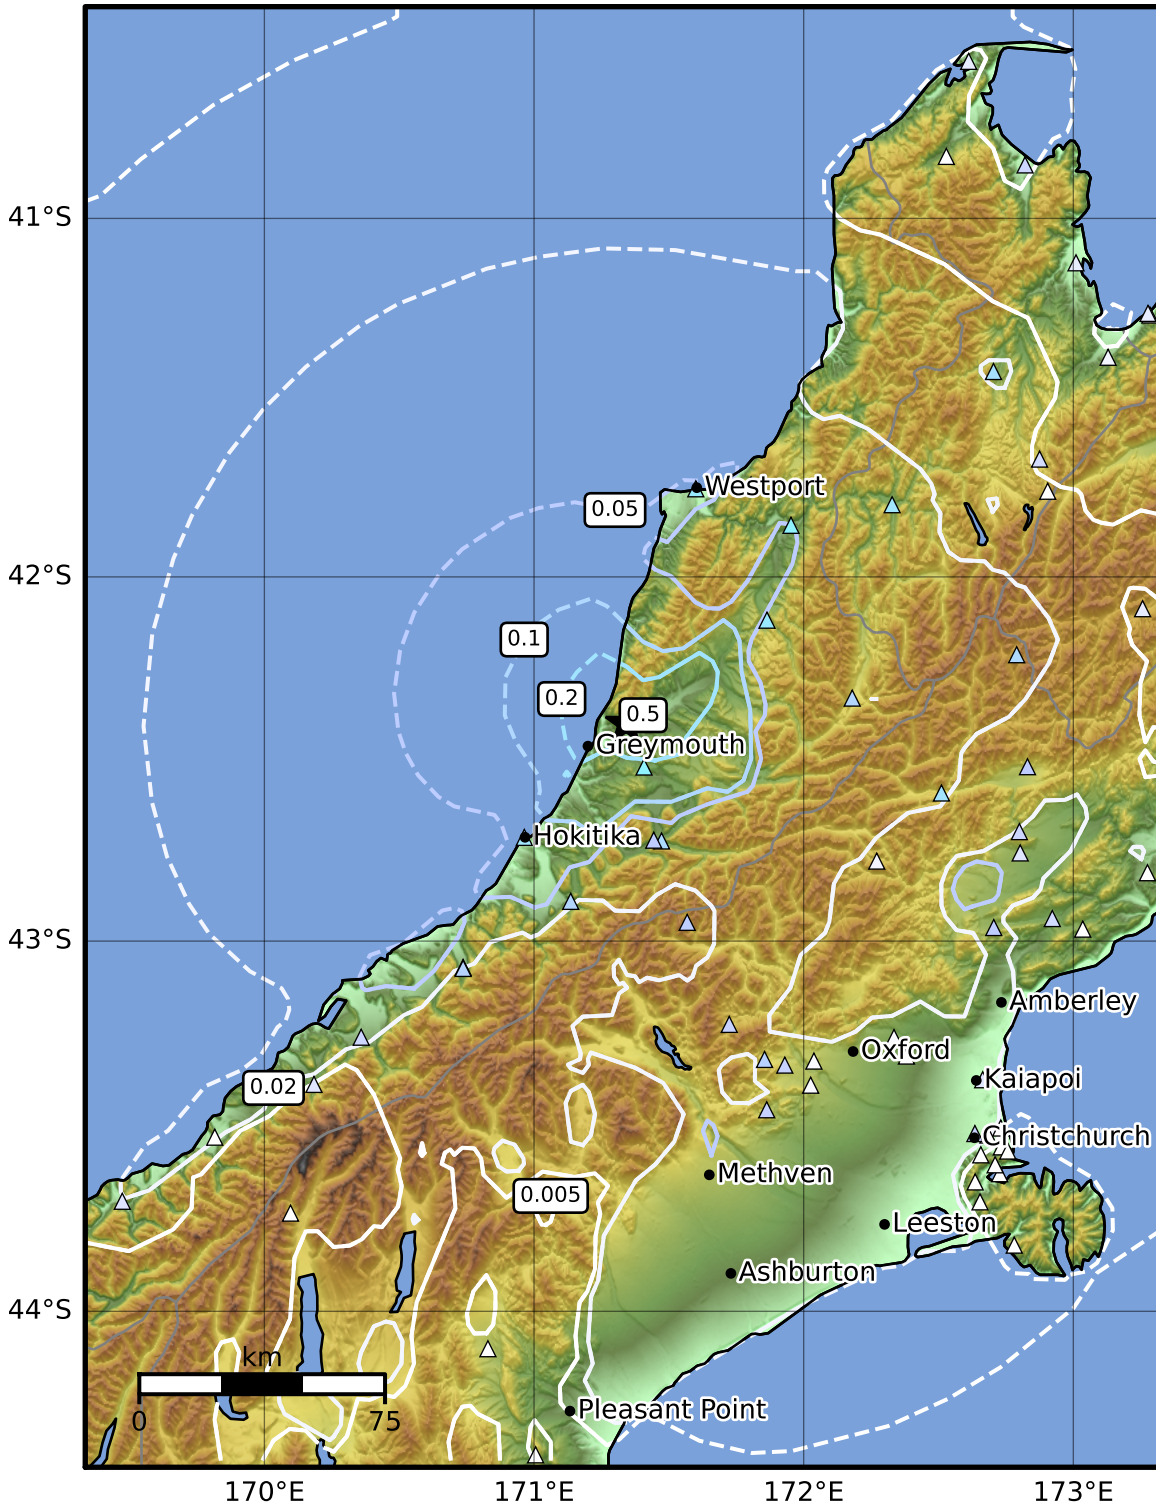 41°S
Westport
0.05
42°S
0.1
0.2
0.5
Greymouth
Hokitika
43°S
Amberley
Oxford
Kaiapoi
0.02
Christchurch
Methven
0.005
Leeston
Ashburton
44°S
km
0
75
Pleasant Point
170°E
171°E
172°E
173°E